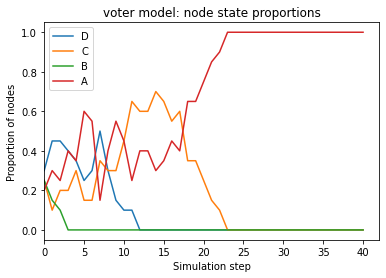 voter model: node state proportions
D
C
B
A
Proportion of nodes
1.0
0.8
0.6
0.4
0.2
0.0
0 5 10 15 20 25 30 35 40
Simulation step